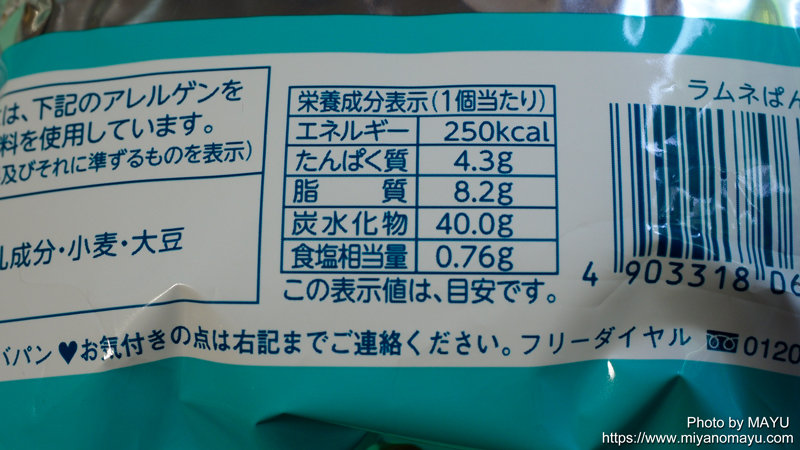 は、下記のアレルゲンを
料を使用しています。
及びそれに準ずるものを表示)
乳成分・小麦・大豆
栄養成分表示(1個当たり)
エネルギー 250kcal
たんぱく質 4.3g
脂質 8.2g
炭水化物 40.0g
食塩相当量 0.76g
この表示値は、目安です。
ラムネぱん
4 903318 06
バパン♥お気付きの点は右記までご連絡ください。フリーダイヤル 0120
Photo by MAYU
https://www.miyanomayu.com/